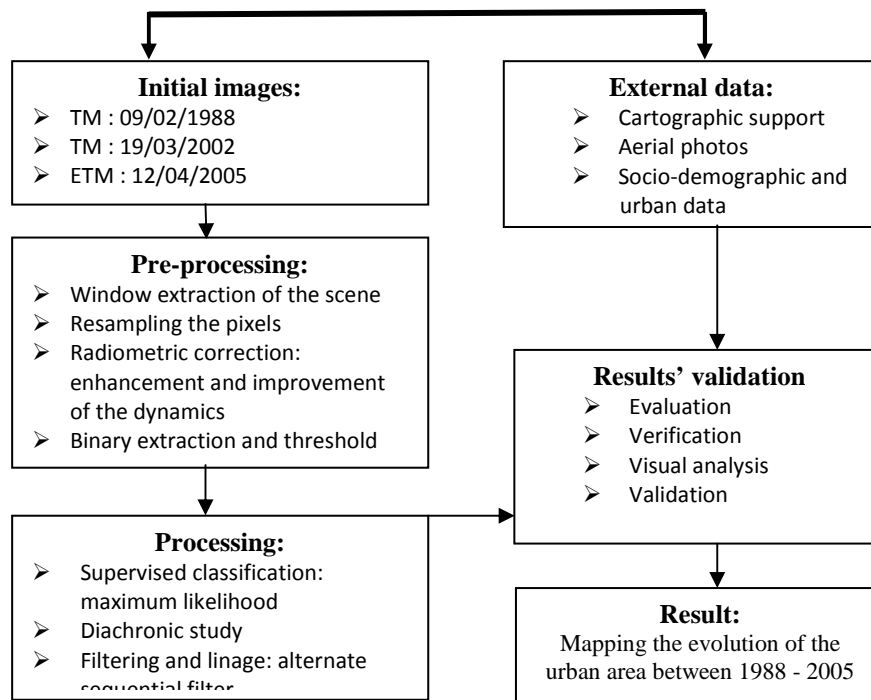 Initial images:
➢ TM : 09/02/1988
➢ TM : 19/03/2002
➢ ETM : 12/04/2005
External data:
➢ Cartographic support
➢ Aerial photos
➢ Socio-demographic and
urban data
Pre-processing:
➢ Window extraction of the scene
➢ Resampling the pixels
➢ Radiometric correction:
enhancement and improvement
of the dynamics
➢ Binary extraction and threshold
Results’ validation
➢ Evaluation
➢ Verification
➢ Visual analysis
➢ Validation
Processing:
➢ Supervised classification:
maximum likelihood
➢ Diachronic study
➢ Filtering and linage: alternate
sequential filter
Result:
Mapping the evolution of the
urban area between 1988 - 2005